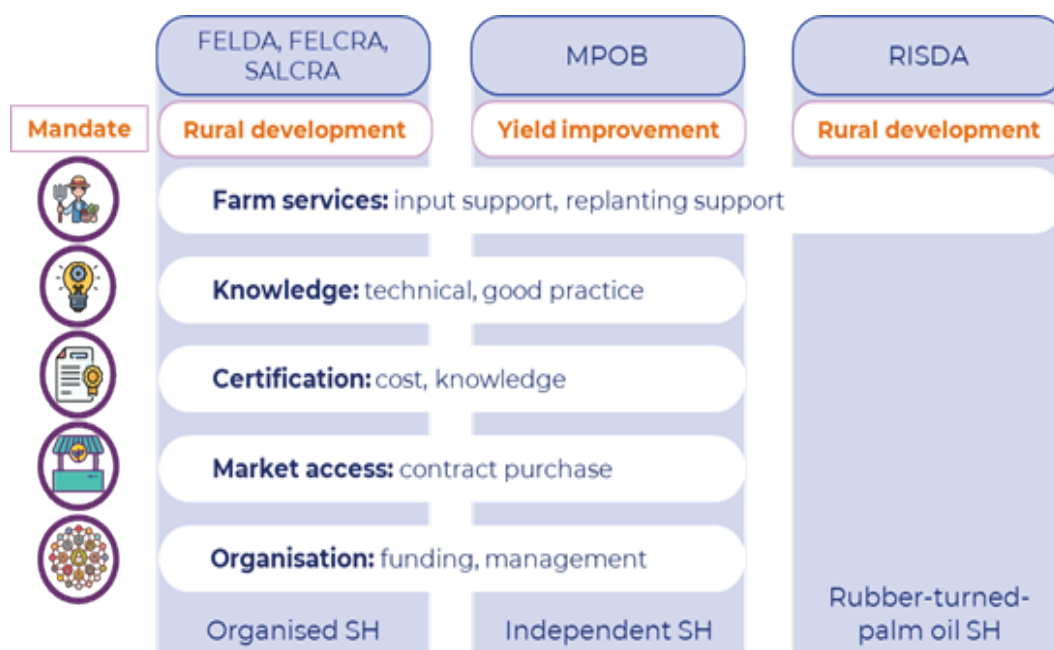 FELDA, FELCRA,
SALCRA
MPOB
RISDA
Mandate
Rural development
Yield improvement
Rural development
Farm services: input support, replanting support
Knowledge: technical, good practice
Certification: cost, knowledge
Market access: contract purchase
Organisation: funding, management
Organised SH
Independent SH
Rubber-turned-
palm oil SH